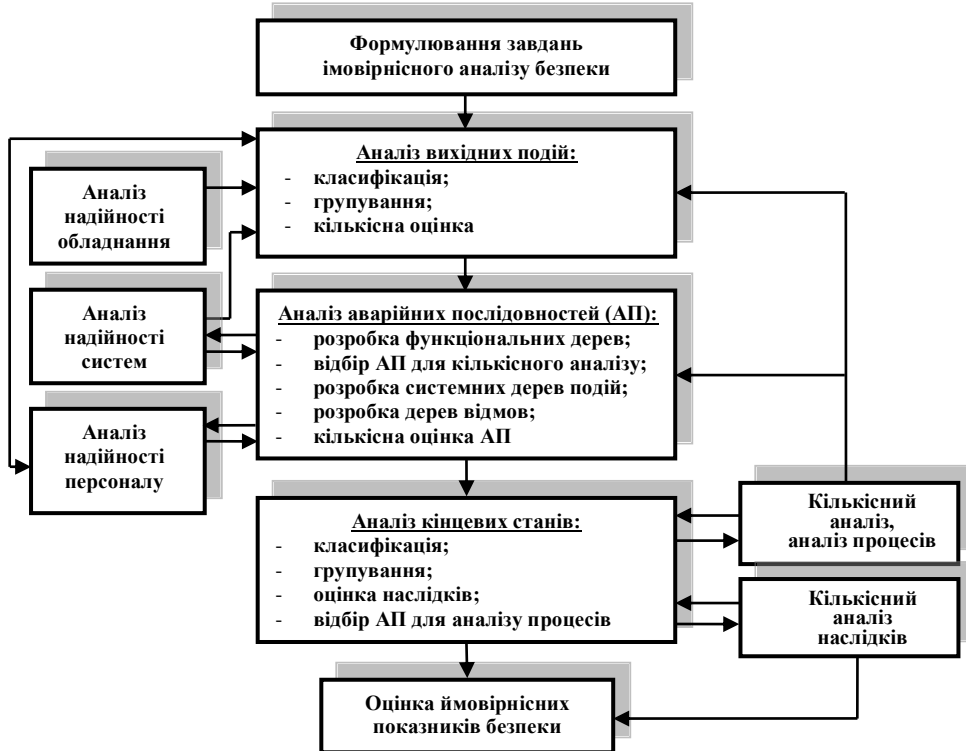 Формулювання завдань
імовірнісного аналізу безпеки
Аналіз вихідних подій:
- класифікація;
- групування;
- кількісна оцінка
Аналіз
надійності
обладнання
Аналіз
надійності
систем
Аналіз
надійності
персоналу
Аналіз аварійних послідовностей (АП):
- розробка функціональних дерев;
- відбір АП для кількісного аналізу;
- розробка системних дерев подій;
- розробка дерев відмов;
- кількісна оцінка АП
Аналіз кінцевих станів:
- класифікація;
- групування;
- оцінка наслідків;
- відбір АП для аналізу процесів
Кількісний
аналіз,
аналіз процесів
Кількісний
аналіз
наслідків
Оцінка ймовірнісних
показників безпеки